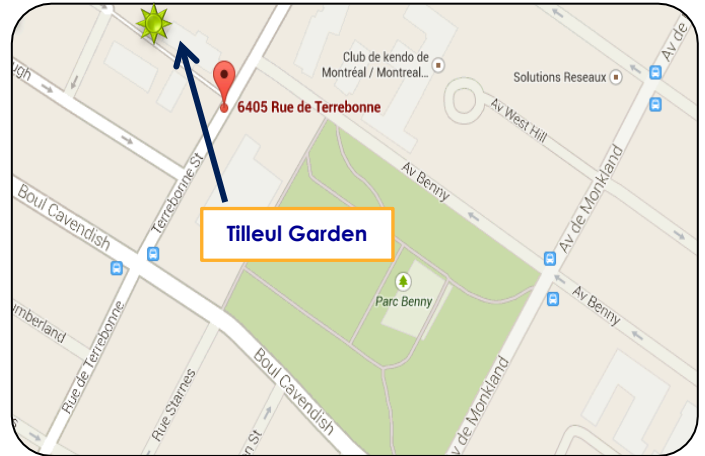 Club de kendo de
Montréal / Montreal...
Av de
Solutions Reseaux
6405 Rue de Terrebonne
ough
Av West Hill
Av Benny
Av de Monkland
Terrebonne St
Boul Cavendish
Tilleul Garden
Parc Benny
Av Benny
umberland
Rue de Terrebonne
Rue Starnes
Boul Cavendish
Av de Monkland
n St